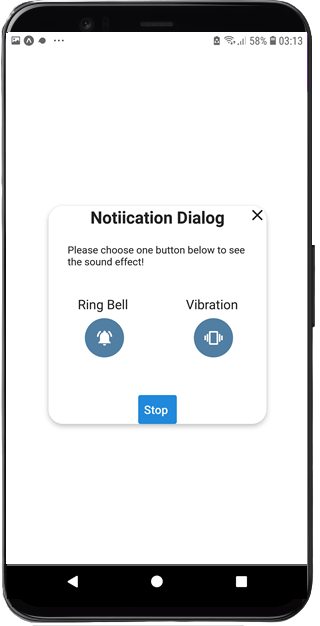 58% 03:13
Notiication Dialog
Please choose one button below to see
the sound effect!
Ring Bell Vibration
Stop